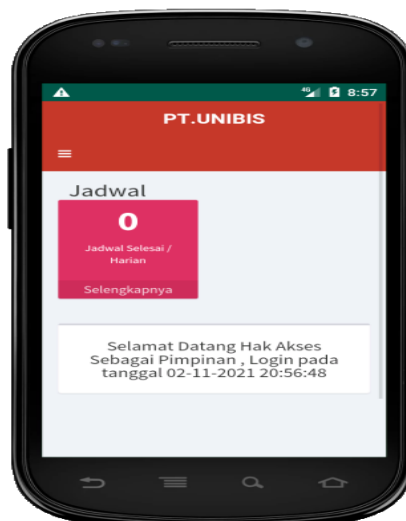 4G 8:57
PT.UNIBIS
Jadwal
0
Jadwal Selesai /
Harian
Selengkapnya
Selamat Datang Hak Akses
Sebagai Pimpinan , Login pada
tanggal 02-11-2021 20:56:48